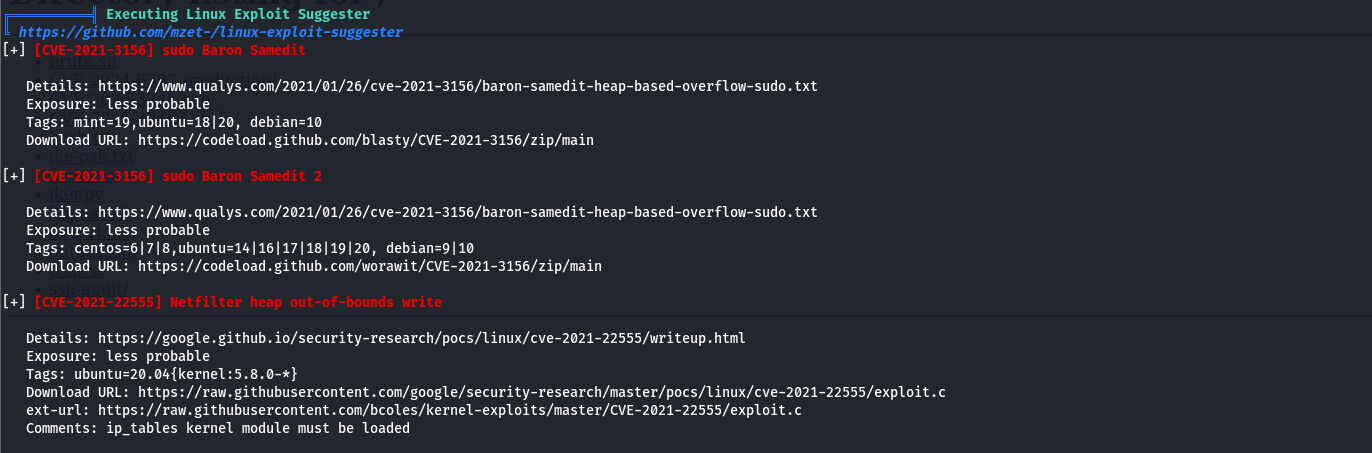 Executing Linux Exploit Suggester
https://github.com/mzet-/linux-exploit-suggester
[+] [CVE-2021-3156] sudo Baron Samedit
Details: https://www.qualys.com/2021/01/26/cve-2021-3156/baron-samedit-heap-based-overflow-sudo.txt
Exposure: less probable
Tags: mint=19,ubuntu=18|20, debian=10
Download URL: https://codeload.github.com/blasty/CVE-2021-3156/zip/main
[+] [CVE-2021-3156] sudo Baron Samedit 2
Details: https://www.qualys.com/2021/01/26/cve-2021-3156/baron-samedit-heap-based-overflow-sudo.txt
Exposure: less probable
Tags: centos=6|7|8,ubuntu=14|16|17|18|19|20, debian=9|10
Download URL: https://codeload.github.com/worawit/CVE-2021-3156/zip/main
[+] [CVE-2021-22555] Netfilter heap out-of-bounds write
Details: https://google.github.io/security-research/pocs/linux/cve-2021-22555/writeup.html
Exposure: less probable
Tags: ubuntu=20.04{kernel:5.8.0-*}
Download URL: https://raw.githubusercontent.com/google/security-research/master/pocs/linux/cve-2021-22555/exploit.c
ext-url: https://raw.githubusercontent.com/bcoles/kernel-exploits/master/CVE-2021-22555/exploit.c
Comments: ip_tables kernel module must be loaded
brute.sh
ike-psk.txt
iker.py
ssh-audit/